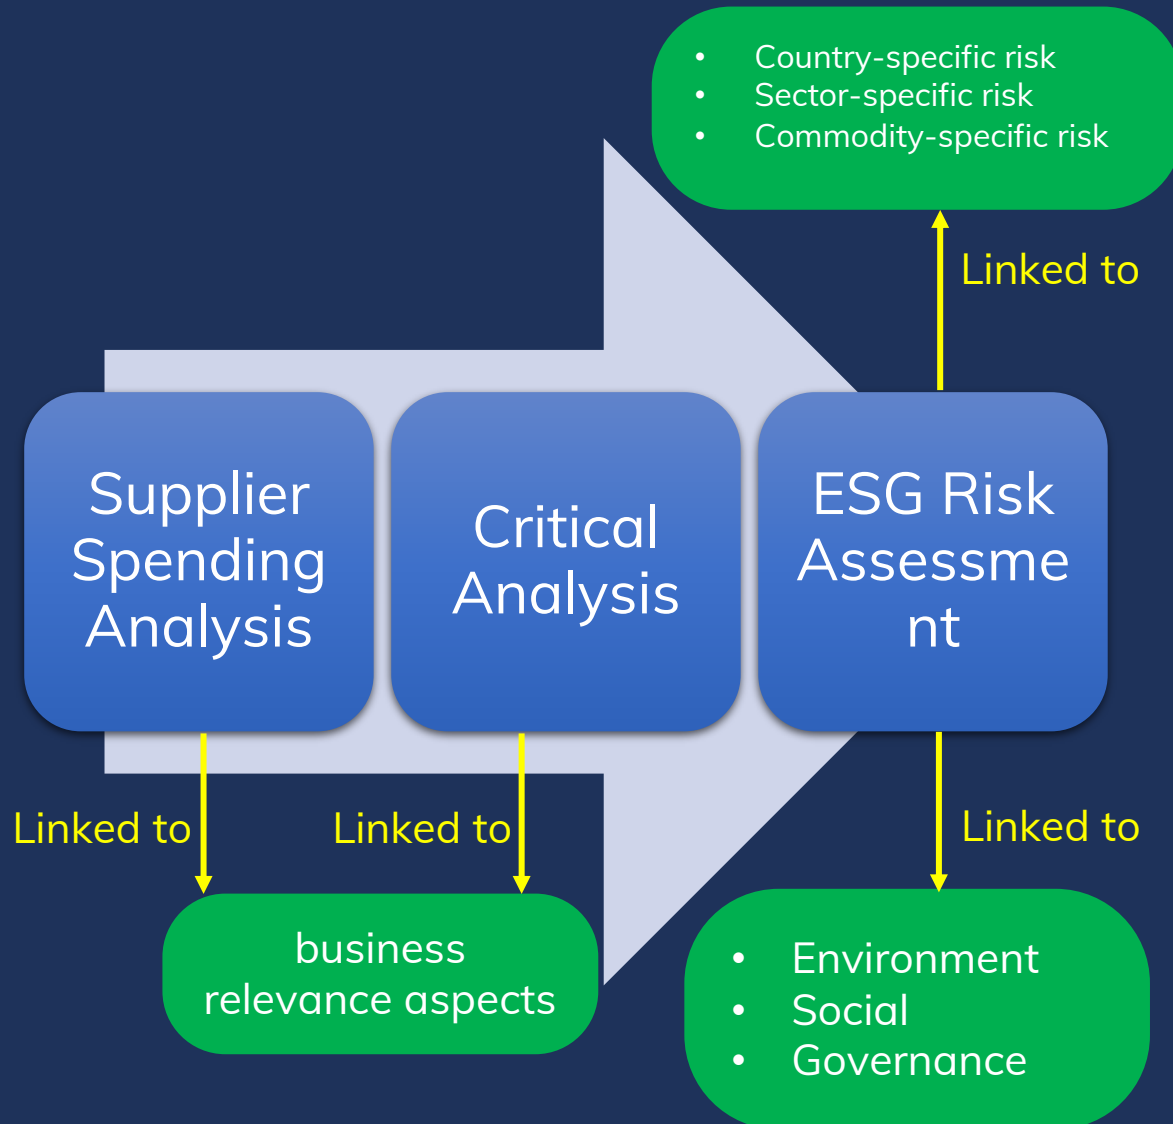 • Country-specific risk
• Sector-specific risk
• Commodity-specific risk
Linked to
Supplier
Spending
Analysis
Critical
Analysis
ESG Risk
Assessme
nt
Linked to
Linked to
Linked to
business
relevance aspects
• Environment
• Social
• Governance